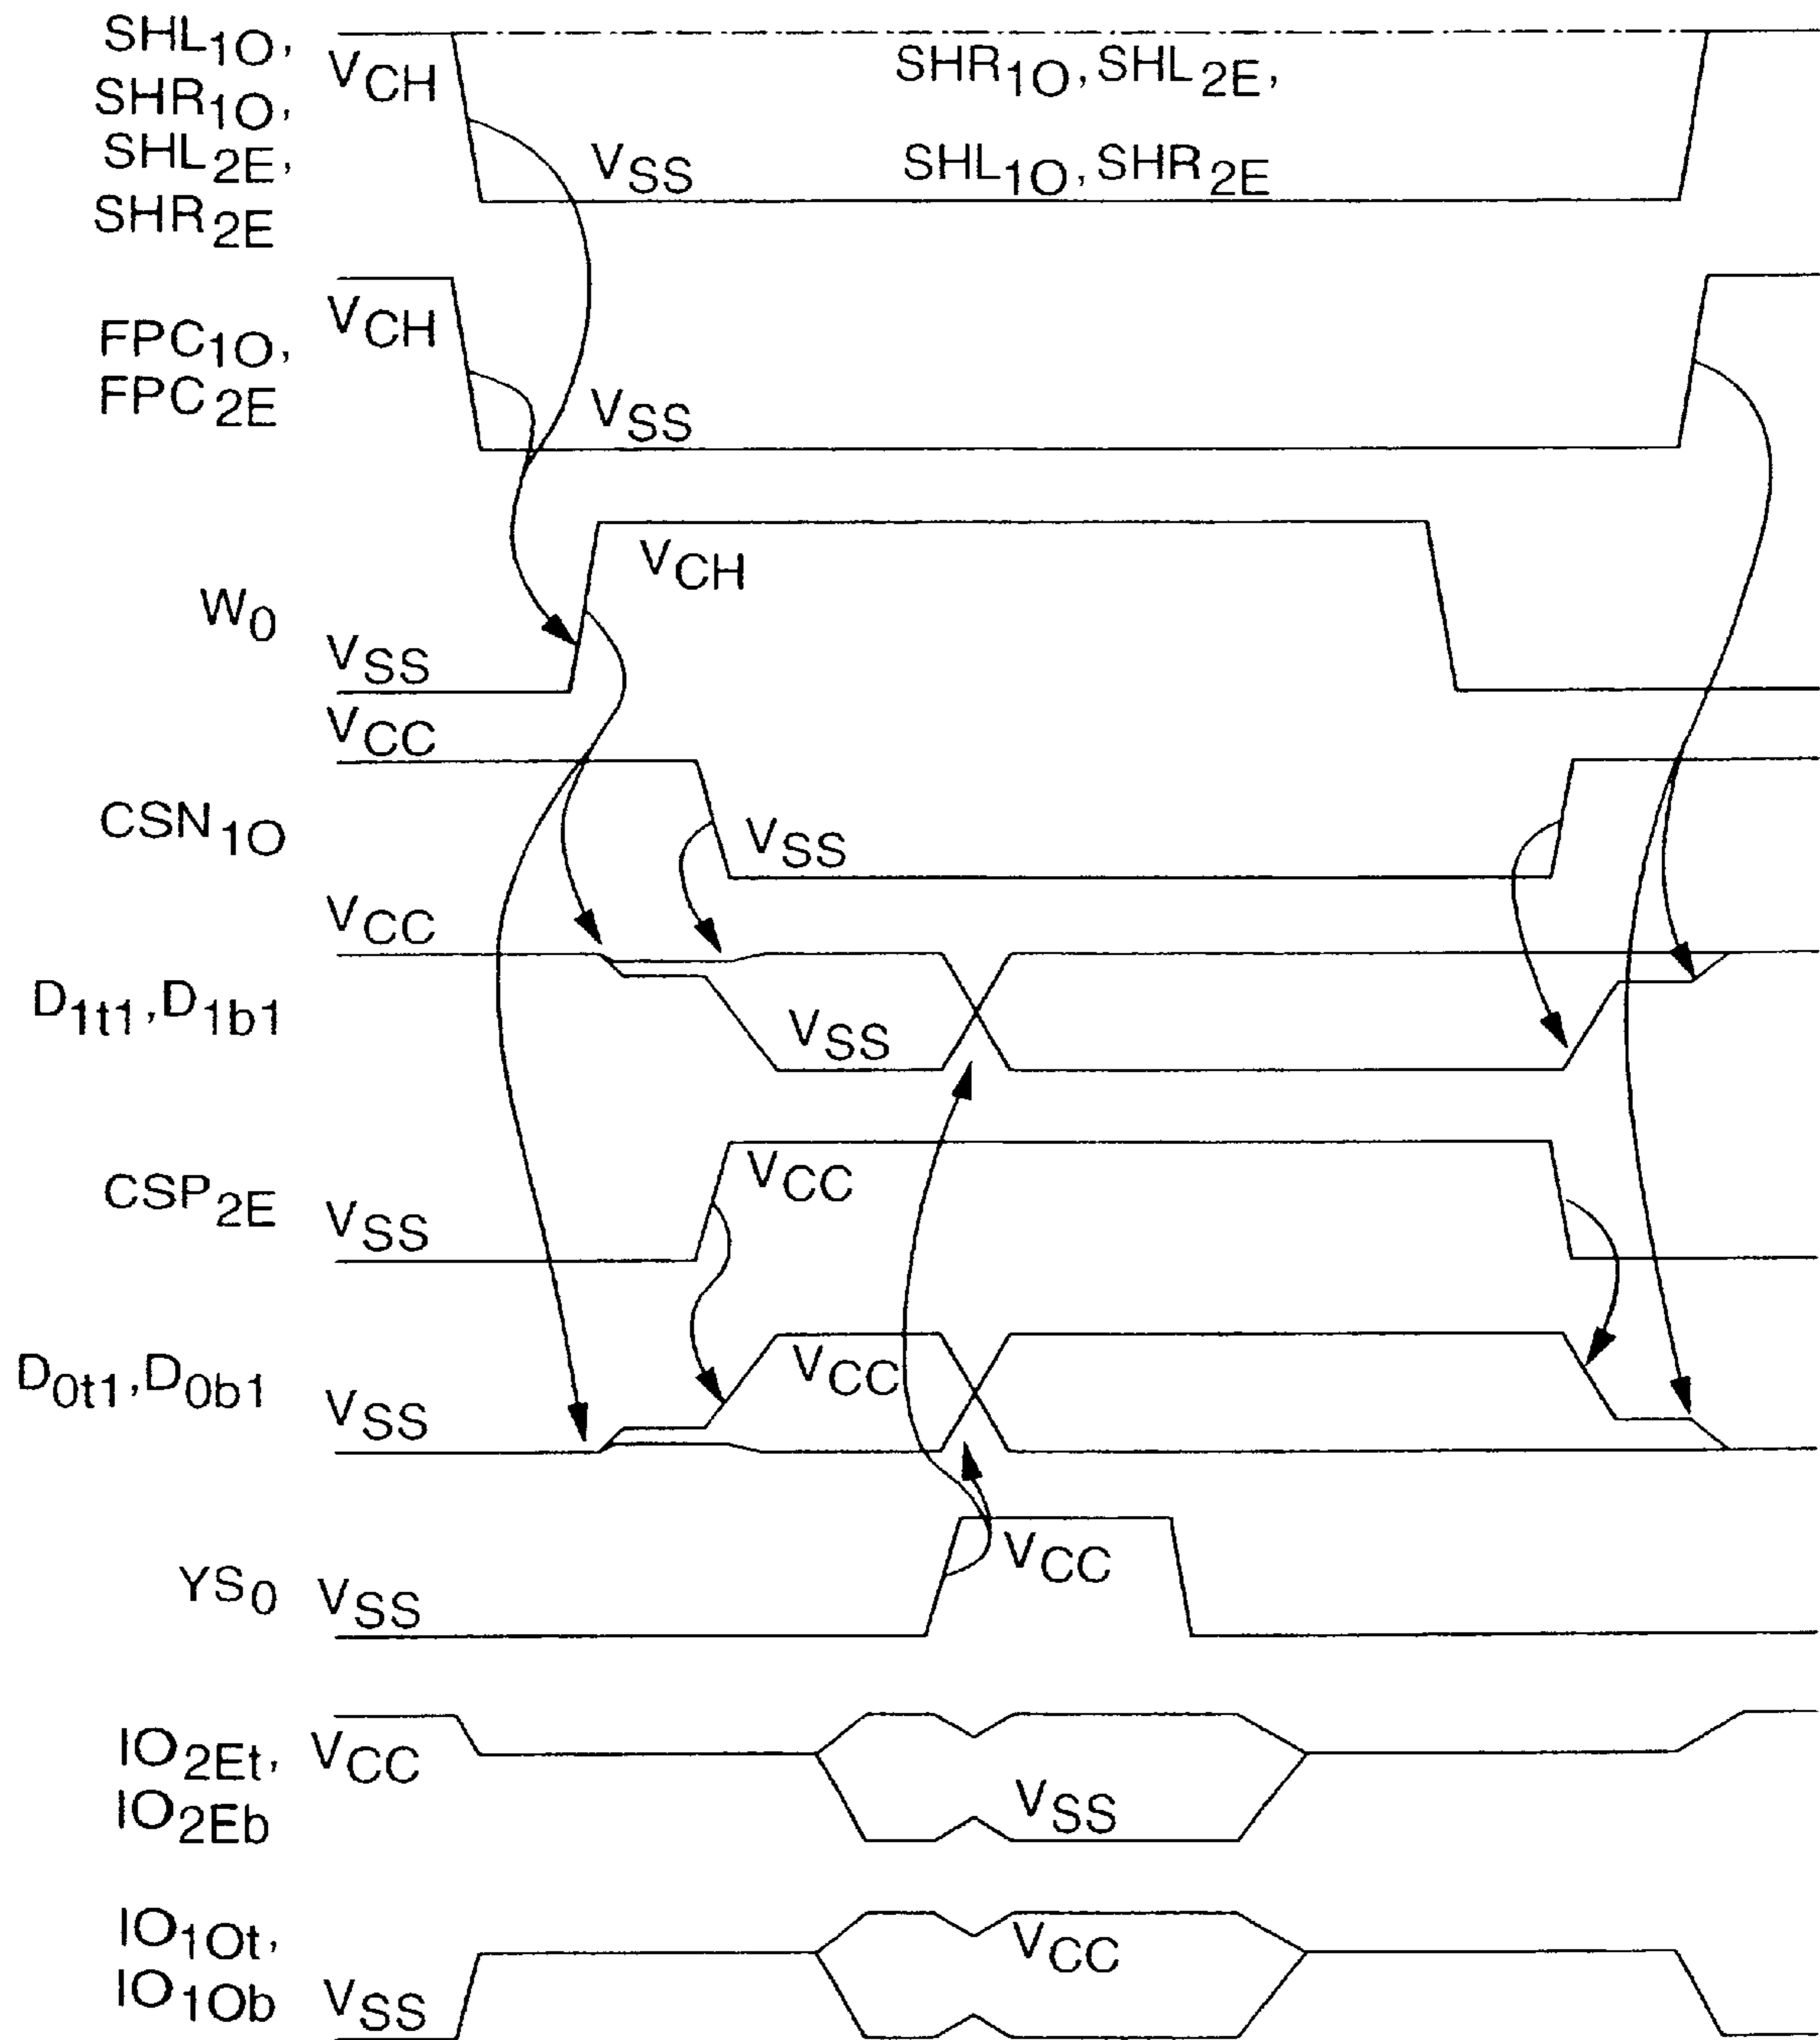 SHL1O,
SHR1O,
SHL2E,
SHR2E
VCH
SHR1O, SHL2E,
VSS
SHL1O, SHR2E
FPC1O,
FPC2E
VCH
VSS
W0
VCH
VSS
CSN1O
VCC
VSS
D1t1, D1b1
VCC
VSS
CSP2E
VCC
VSS
D0t1, D0b1
VCC
VSS
YS0
VSS
VCC
IO2Et,
IO2Eb
VCC
VSS
IO1Ot,
IO1Ob
VCC
VSS